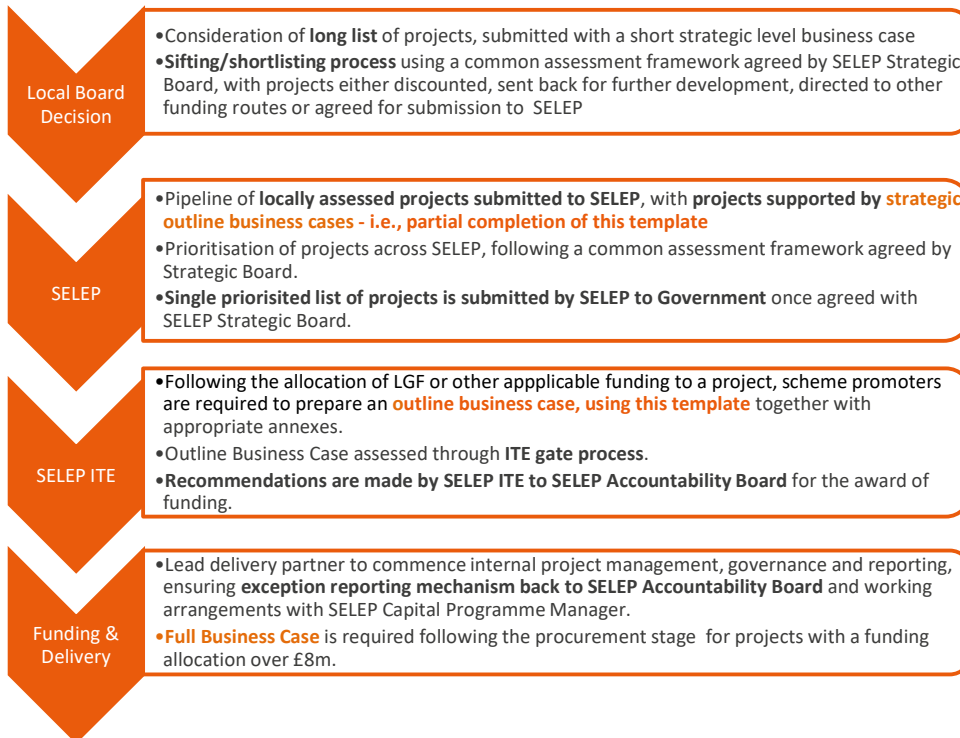 Local Board
Decision
•Consideration of long list of projects, submitted with a short strategic level business case
•Sifting/shortlisting process using a common assessment framework agreed by SELEP Strategic
Board, with projects either discounted, sent back for further development, directed to other
funding routes or agreed for submission to SELEP
SELEP
•Pipeline of locally assessed projects submitted to SELEP, with projects supported by strategic
outline business cases - i.e., partial completion of this template
•Prioritisation of projects across SELEP, following a common assessment framework agreed by
Strategic Board.
•Single priorisited list of projects is submitted by SELEP to Government once agreed with
SELEP Strategic Board.
SELEP ITE
•Following the allocation of LGF or other appplicable funding to a project, scheme promoters
are required to prepare an outline business case, using this template together with
appropriate annexes.
•Outline Business Case assessed through ITE gate process.
•Recommendations are made by SELEP ITE to SELEP Accountability Board for the award of
funding.
Funding &
Delivery
•Lead delivery partner to commence internal project management, governance and reporting,
ensuring exception reporting mechanism back to SELEP Accountability Board and working
arrangements with SELEP Capital Programme Manager.
•Full Business Case is required following the procurement stage for projects with a funding
allocation over £8m.